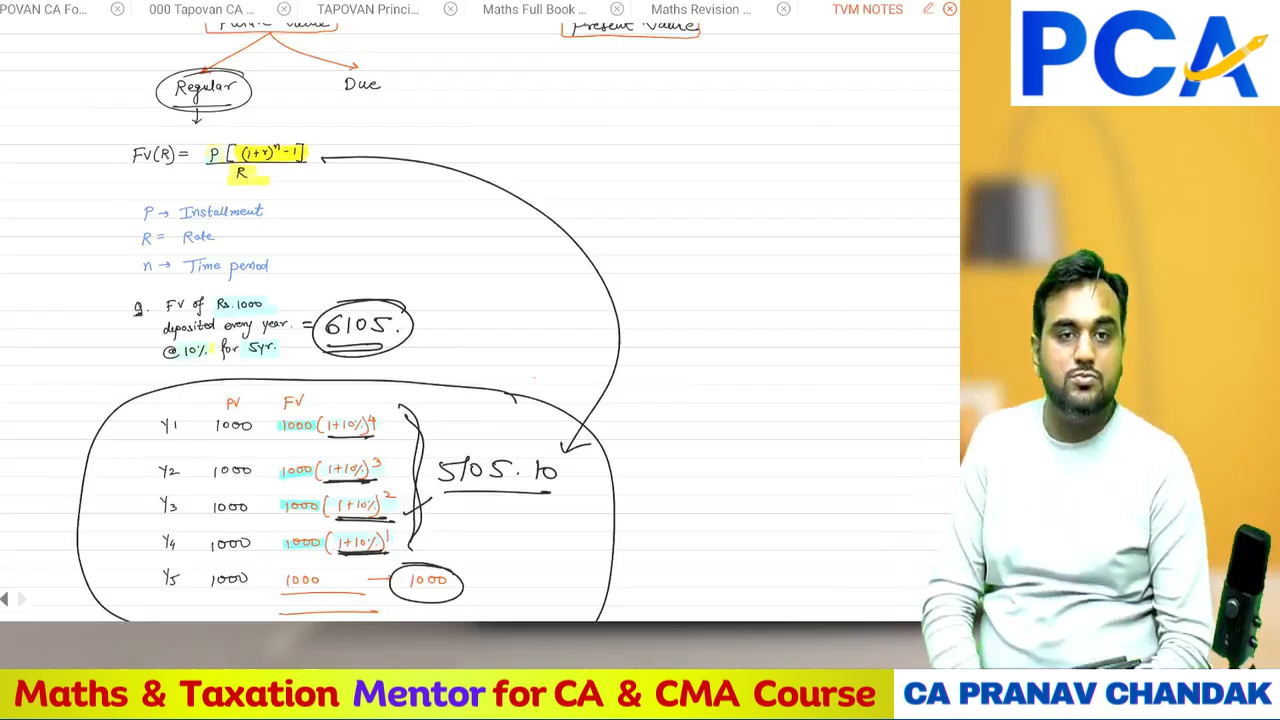 POVAN CA Fo...
000 Tapovan CA ...
TAPOVAN Princi...
Maths Full Book ...
Maths Revision ...
TVM NOTES
PCA
Future Value
Present Value
Regular
Due
FV(R) = P [ (1+r)^n - 1]
R
P → Installment
R = Rate
n → Time period
Q. FV of Rs. 1000
deposited every year. = 6105.
@ 10% for 5yr.
PV FV
Y1 1000 1000 (1+10%)^4
Y2 1000 1000 (1+10%)^3
5105.10
Y3 1000 1000 (1+10%)^2
Y4 1000 1000 (1+10%)^1
Y5 1000 1000 → 1000
Maths & Taxation Mentor for CA & CMA Course
CA PRANAV CHANDAK